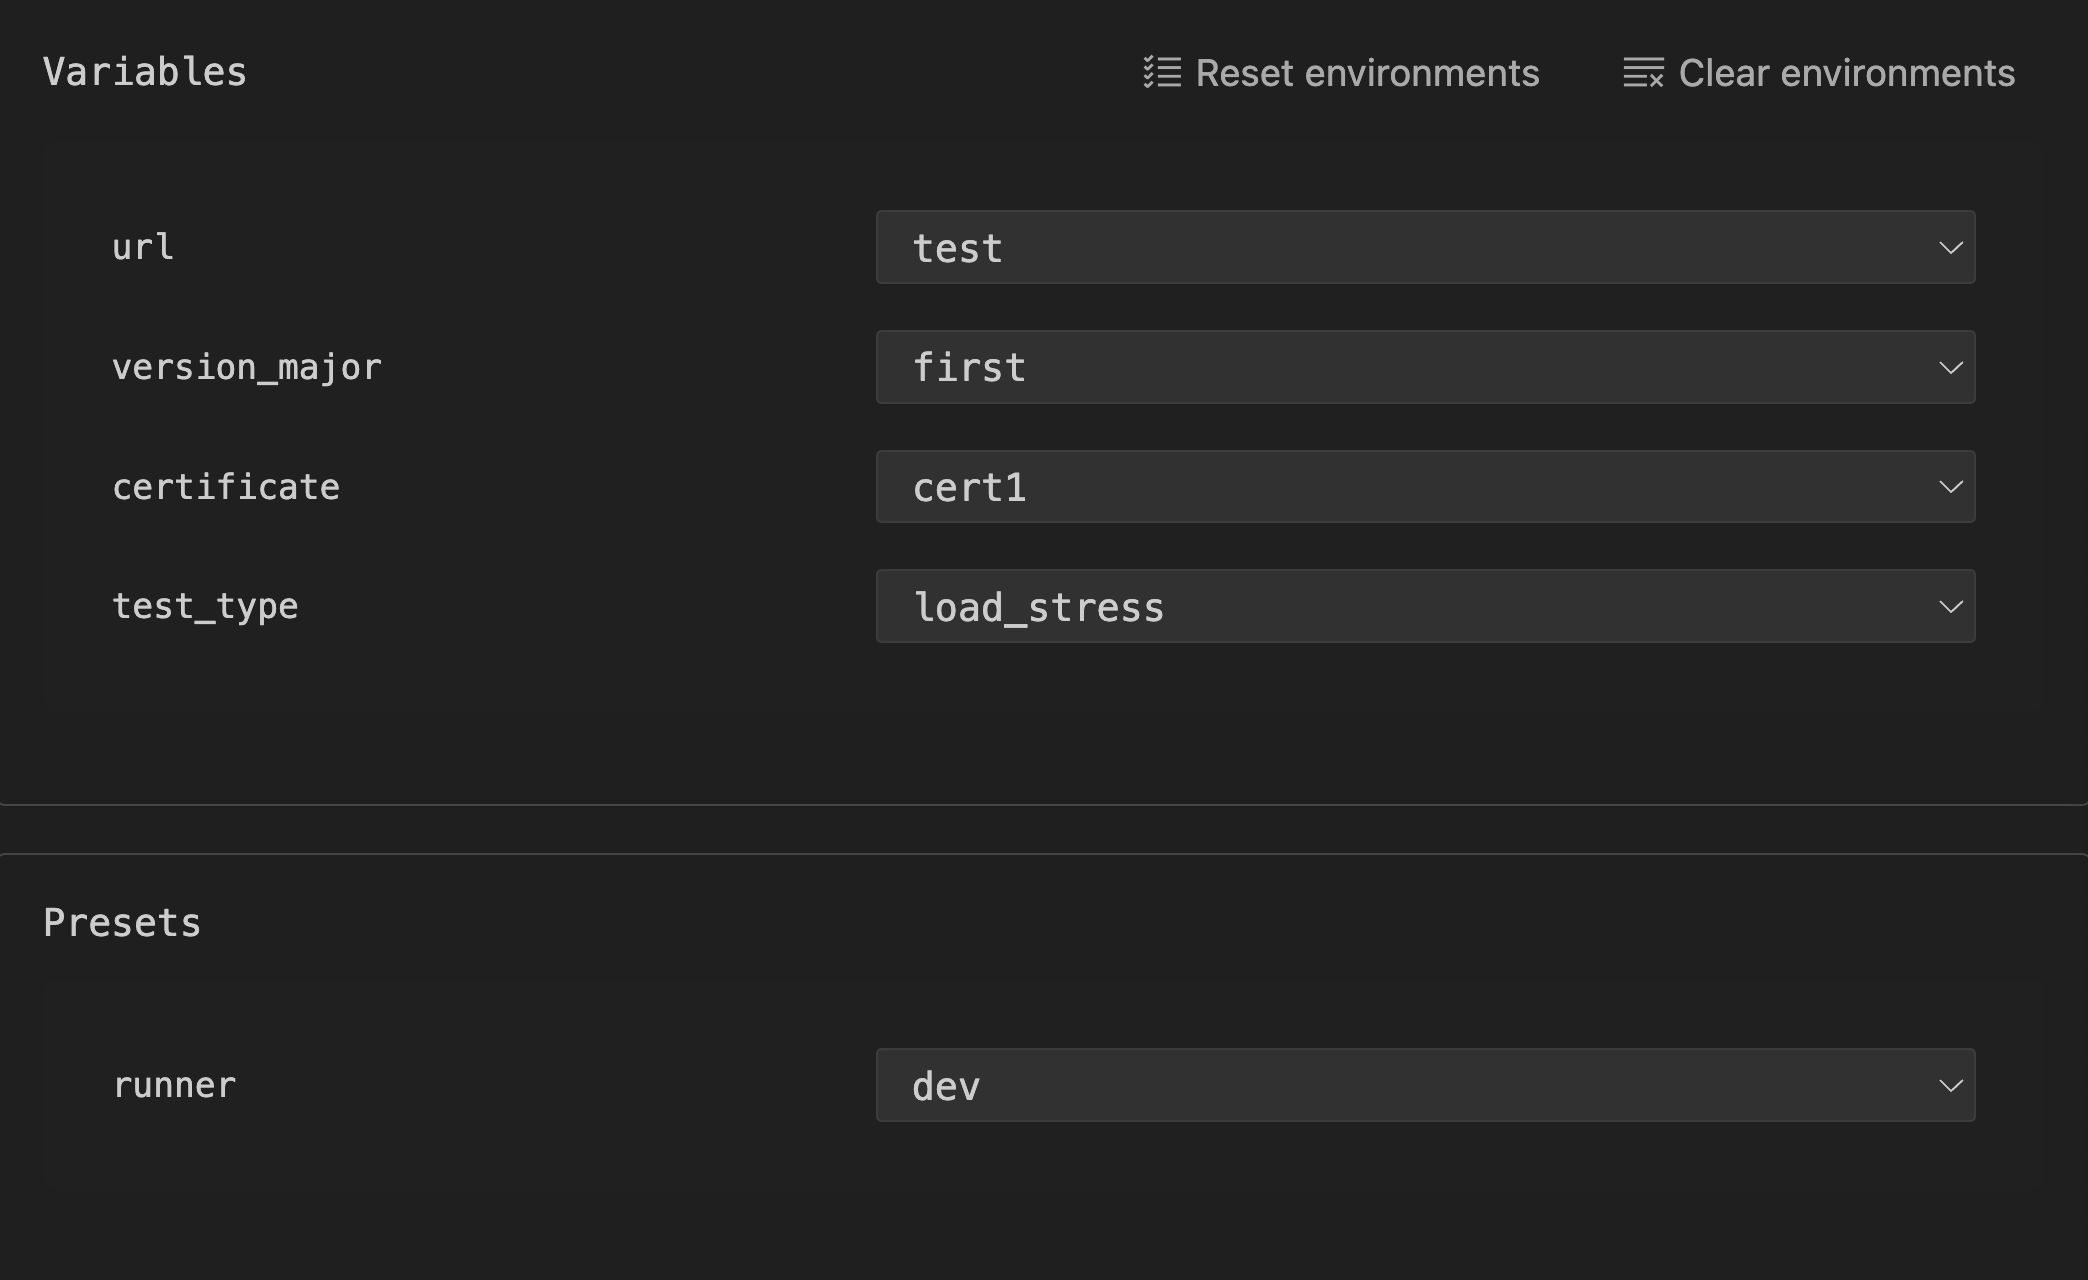 Variables
Reset environments
Clear environments
url
test
version_major
first
certificate
cert1
test_type
load_stress
Presets
runner
dev